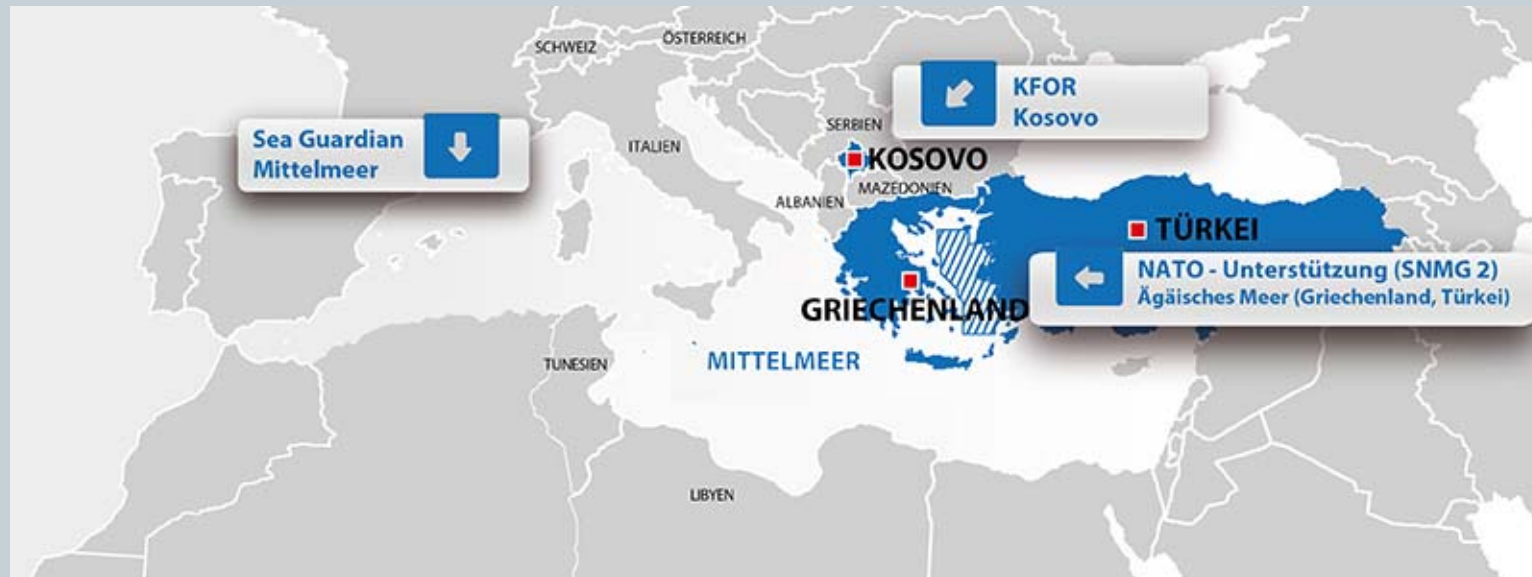 SCHWEIZ
ÖSTERREICH
KFOR
Kosovo
Sea Guardian
Mittelmeer
SERBIEN
ITALIEN
KOSOVO
MAZEDONIEN
ALBANIEN
TÜRKEI
NATO - Unterstützung (SNMG 2)
Ägäisches Meer (Griechenland, Türkei)
GRIECHENLAND
MITTELMEER
TUNESIEN
LIBYEN